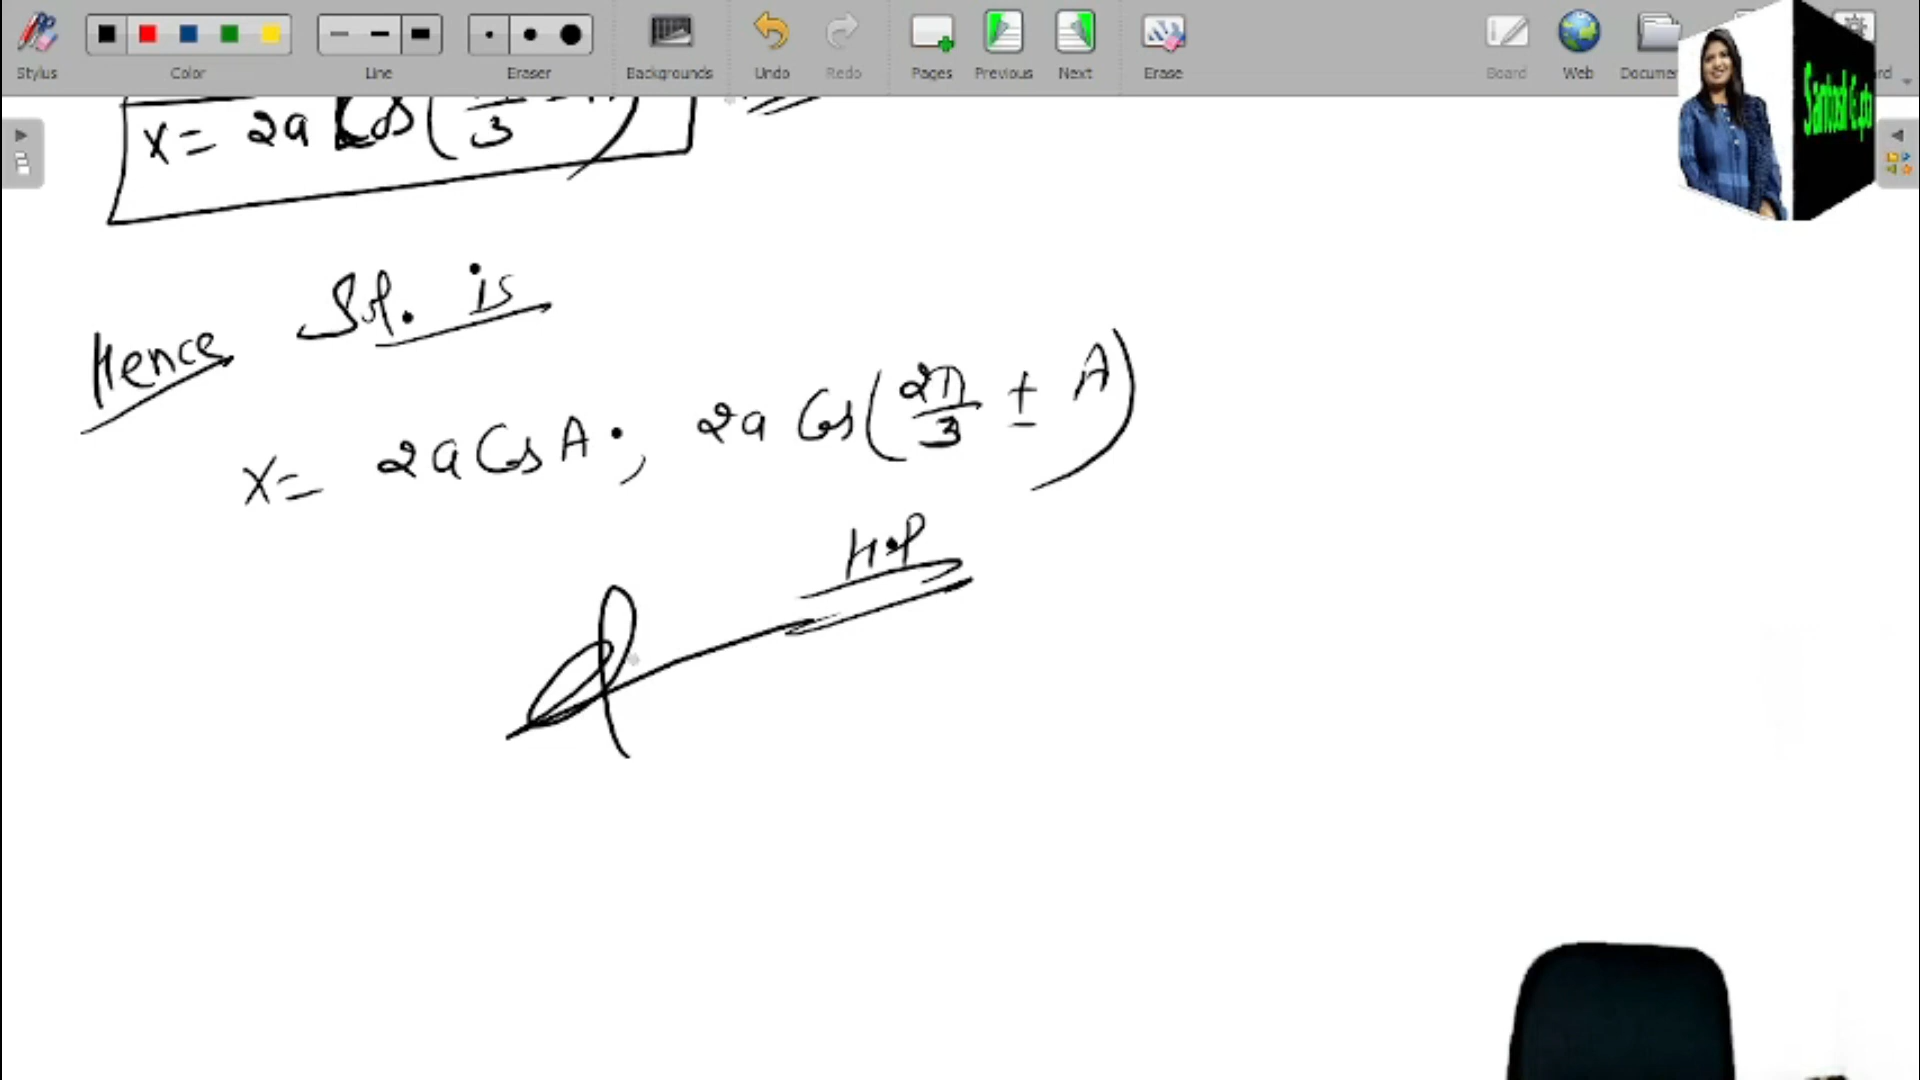 Stylus
Color
Line
Eraser
Backgrounds
Undo
Redo
Pages
Previous
Next
Erase
Board
Web
x = 2a Cos(   3
Hence Sol. is
x = 2a Cos A ; 2a Cos(2π/3 ± A)
H.P